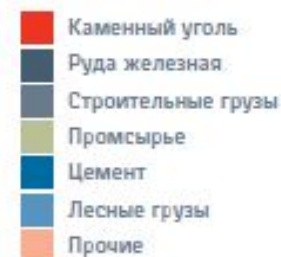 Каменный уголь
Руда железная
Строительные грузы
Промсырье
Цемент
Лесные грузы
Прочие